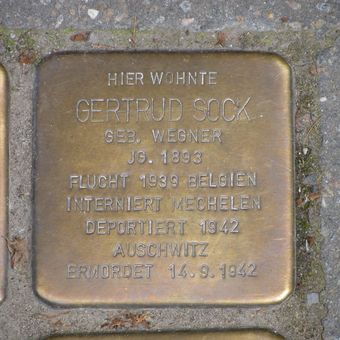 HIER WOHNTE
GERTRUD SOCK
GEB. WEGNER
JG. 1893
FLUCHT 1939 BELGIEN
INTERNIERT MECHELEN
DEPORTIERT 1942
AUSCHWITZ
ERMORDET 14.9.1942